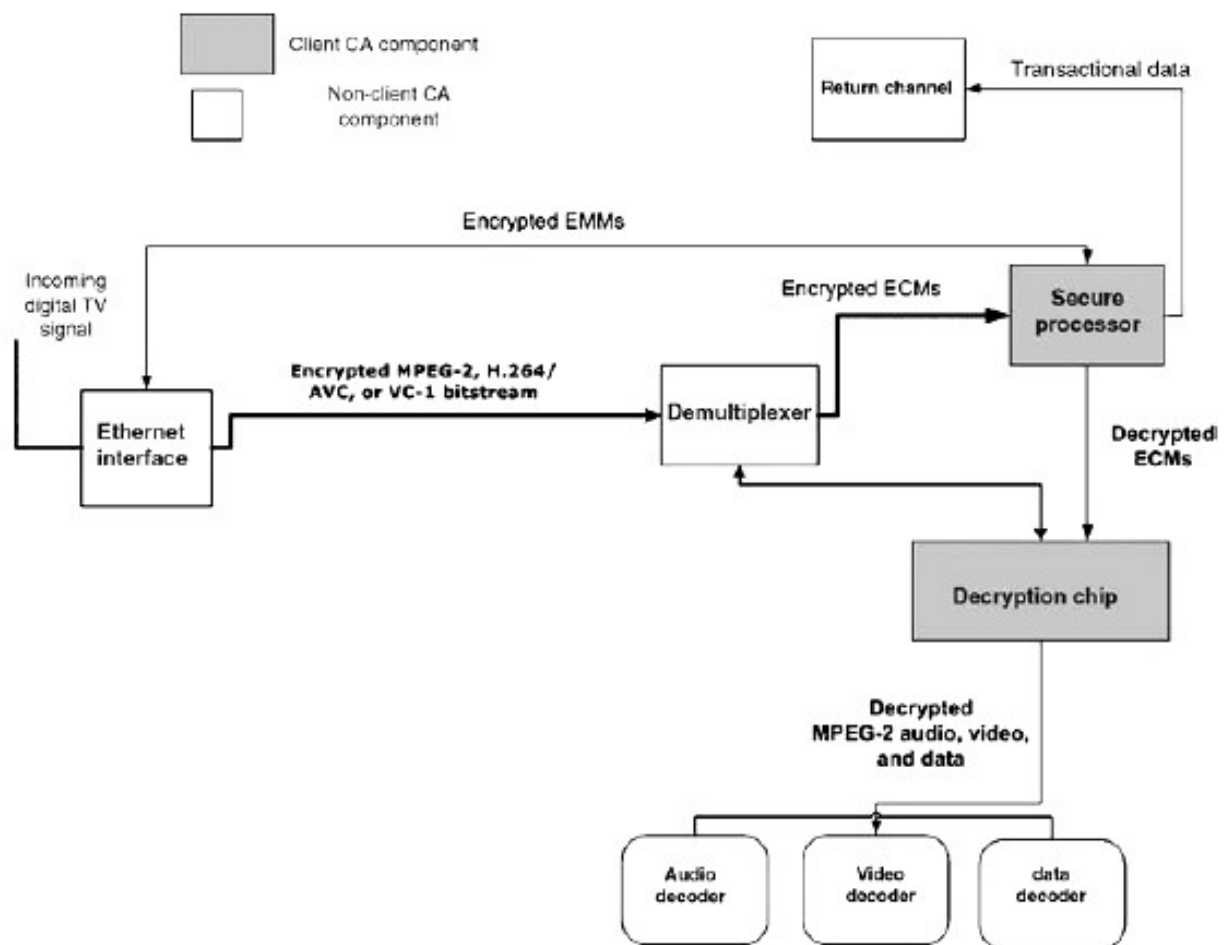 Client CA component
Non-client CA
component
Return channel
Transactional data
Encrypted EMMs
Incoming
digital TV
signal
Encrypted ECMs
Secure
processor
Encrypted MPEG-2, H.264/
AVC, or VC-1 bitstream
Ethernet
interface
Demultiplexer
Decrypted
ECMs
Decryption chip
Decrypted
MPEG-2 audio, video,
and data
Audio
decoder
Video
decoder
data
decoder